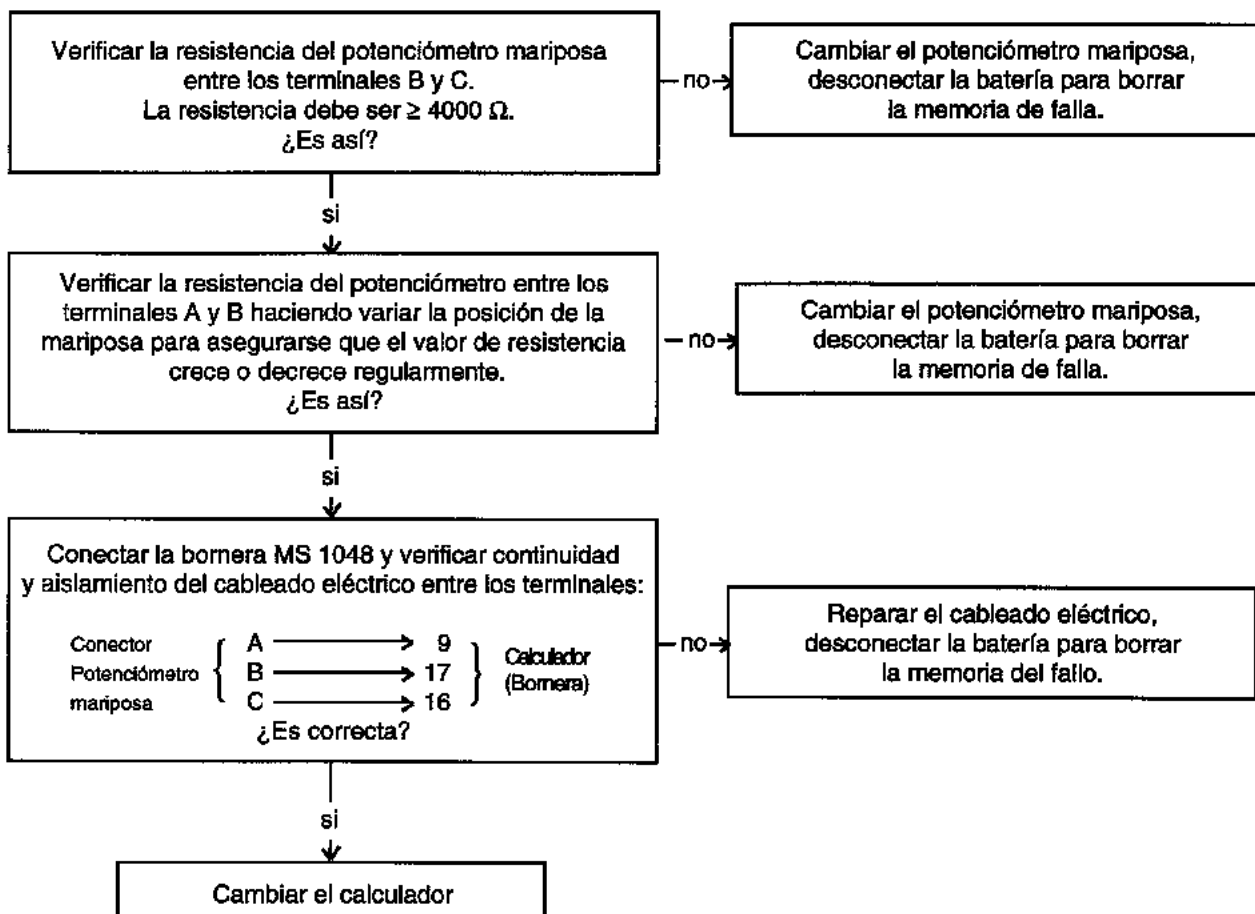 Verificar la resistencia del potenciómetro mariposa
entre los terminales B y C.
La resistencia debe ser ≥ 4000 Ω.
¿Es así?
no
Cambiar el potenciómetro mariposa,
desconectar la batería para borrar
la memoria de falla.
si
Verificar la resistencia del potenciómetro entre los
terminales A y B haciendo variar la posición de la
mariposa para asegurarse que el valor de resistencia
crece o decrece regularmente.
¿Es así?
no
Cambiar el potenciómetro mariposa,
desconectar la batería para borrar
la memoria de falla.
si
Conectar la bornera MS 1048 y verificar continuidad
y aislamiento del cableado eléctrico entre los terminales:
Conector
Potenciómetro
mariposa
A 9
B 17
C 16
Calculador
(Bornera)
¿Es correcta?
no
Reparar el cableado eléctrico,
desconectar la batería para borrar
la memoria del fallo.
si
Cambiar el calculador